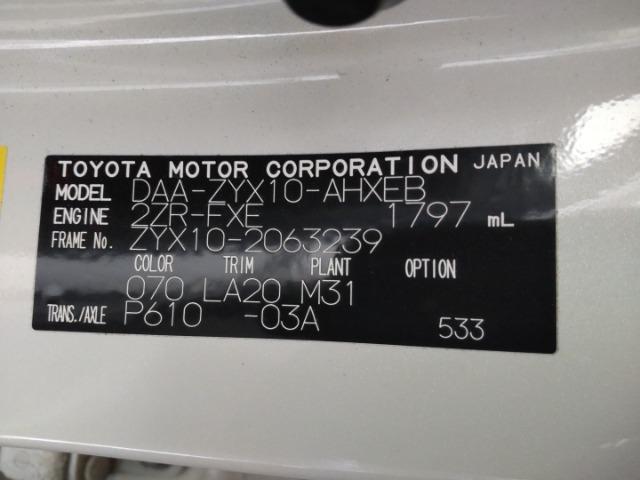 TOYOTA MOTOR CORPORATION JAPAN
MODEL DAA-ZYX10-AHXEB
ENGINE 2ZR-FXE 1797 mL
FRAME No. ZYX10-2063239
COLOR TRIM PLANT OPTION
070 LA20 M31
TRANS./AXLE P610 -03A 533